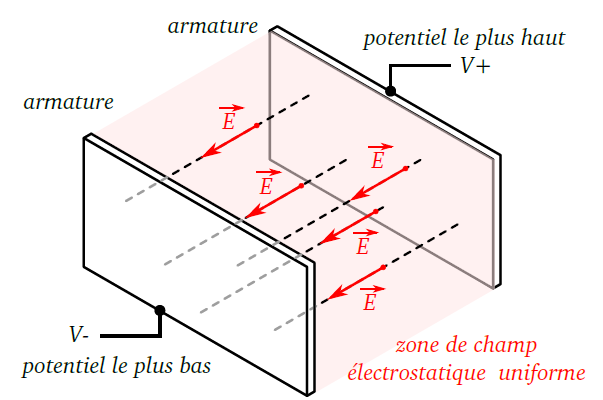 armature
potentiel le plus haut
V+
armature
E
E
E
E
E
V-
potentiel le plus bas
zone de champ
électrostatique uniforme